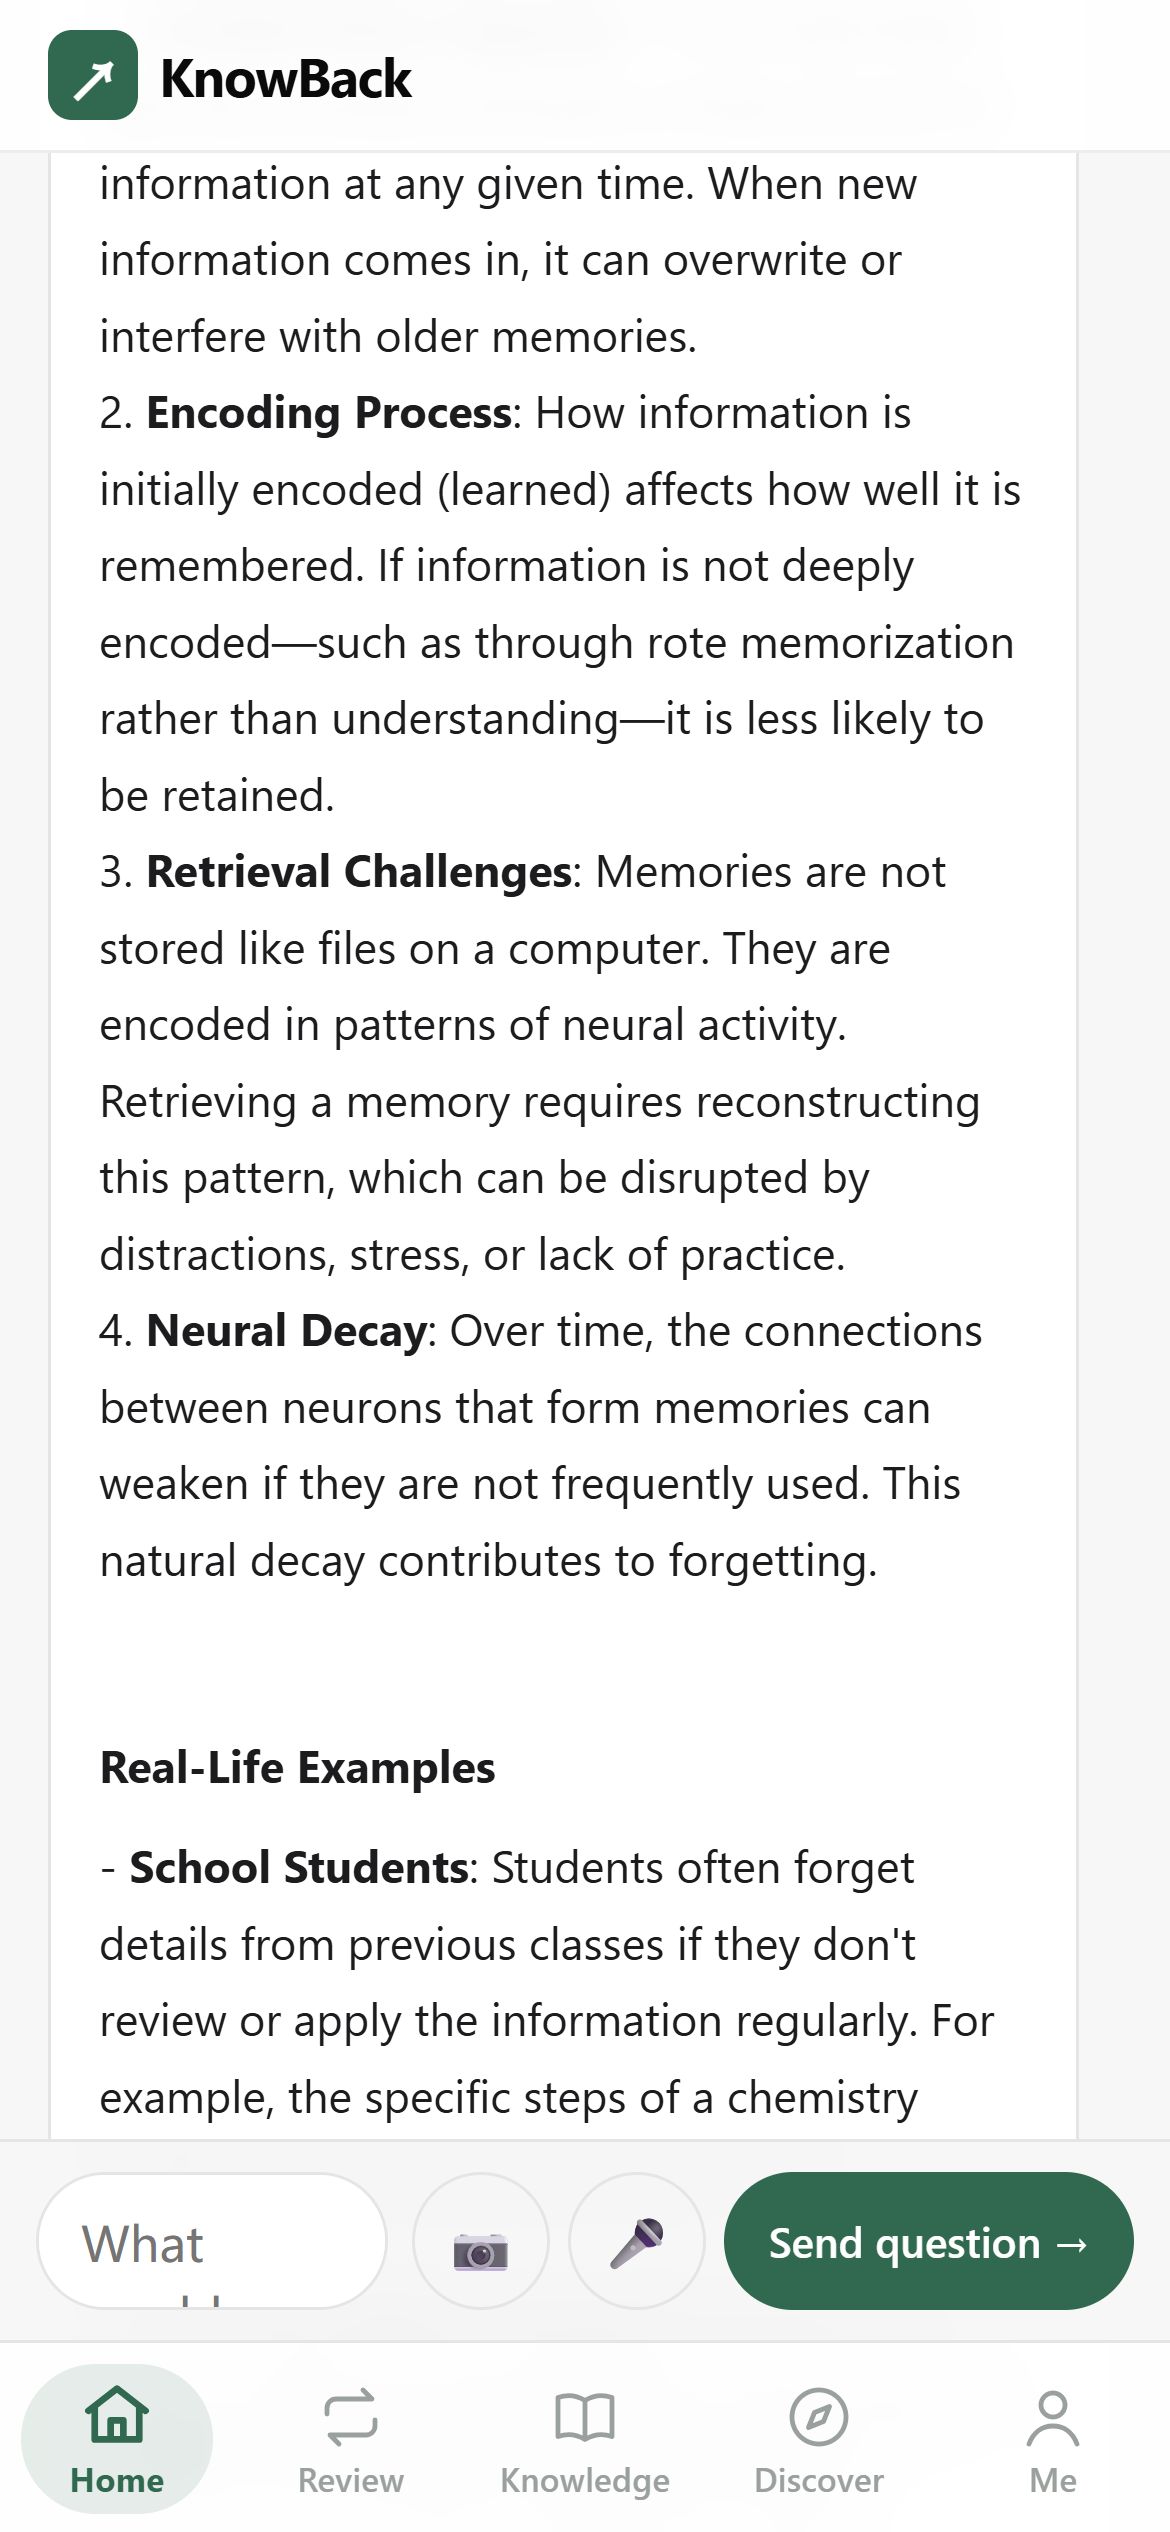 KnowBack
information at any given time. When new
information comes in, it can overwrite or
interfere with older memories.
2. Encoding Process: How information is
initially encoded (learned) affects how well it is
remembered. If information is not deeply
encoded—such as through rote memorization
rather than understanding—it is less likely to
be retained.
3. Retrieval Challenges: Memories are not
stored like files on a computer. They are
encoded in patterns of neural activity.
Retrieving a memory requires reconstructing
this pattern, which can be disrupted by
distractions, stress, or lack of practice.
4. Neural Decay: Over time, the connections
between neurons that form memories can
weaken if they are not frequently used. This
natural decay contributes to forgetting.
Real-Life Examples
- School Students: Students often forget
details from previous classes if they don't
review or apply the information regularly. For
example, the specific steps of a chemistry
What
Send question →
Home Review Knowledge Discover Me